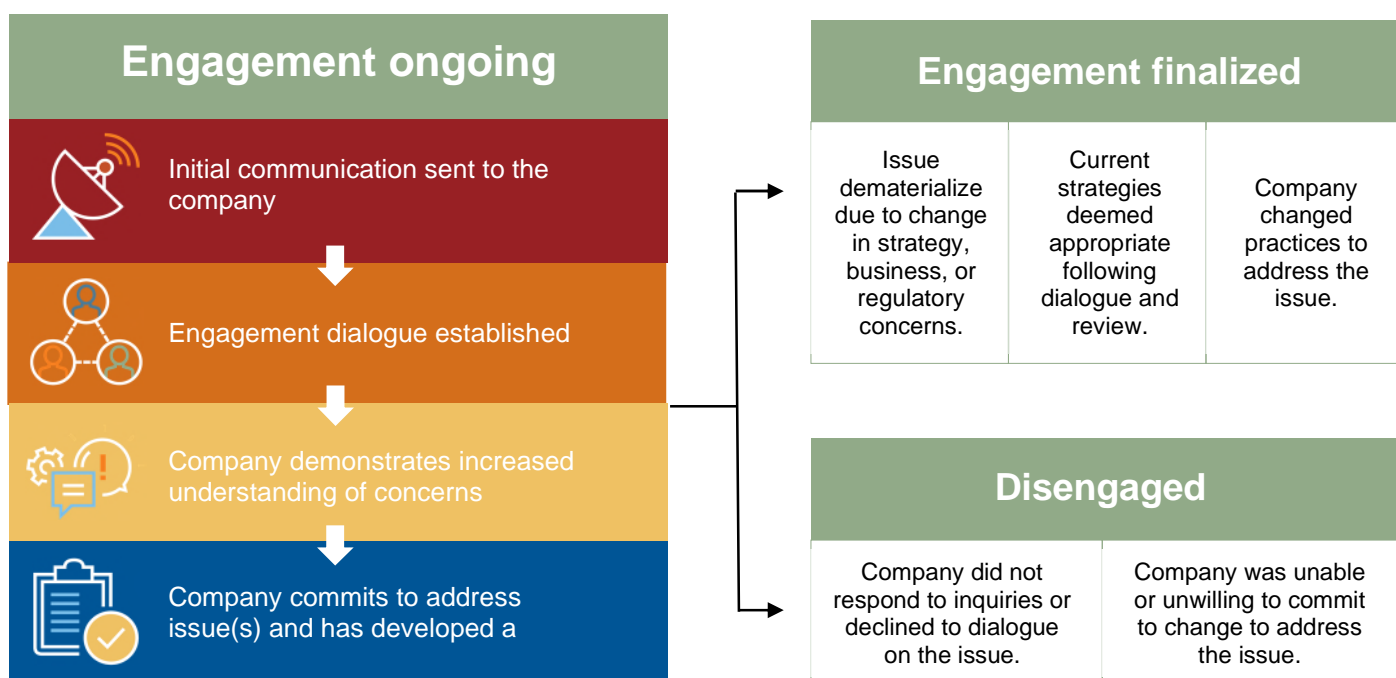 Engagement ongoing
Initial communication sent to the
company
Engagement dialogue established
Company demonstrates increased
understanding of concerns
Company commits to address
issue(s) and has developed a
Engagement finalized
Issue
dematerialize
due to change
in strategy,
business, or
regulatory
concerns.
Current
strategies
deemed
appropriate
following
dialogue and
review.
Company
changed
practices to
address the
issue.
Disengaged
Company did not
respond to inquiries or
declined to dialogue
on the issue.
Company was unable
or unwilling to commit
to change to address
the issue.